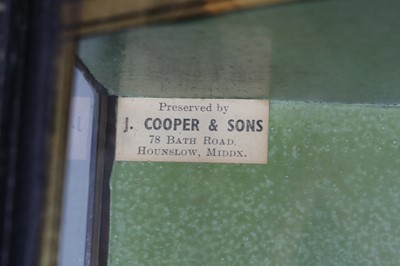 Preserved by
J. COOPER & SONS
78 BATH ROAD.
HOUNSLOW, MIDDX.